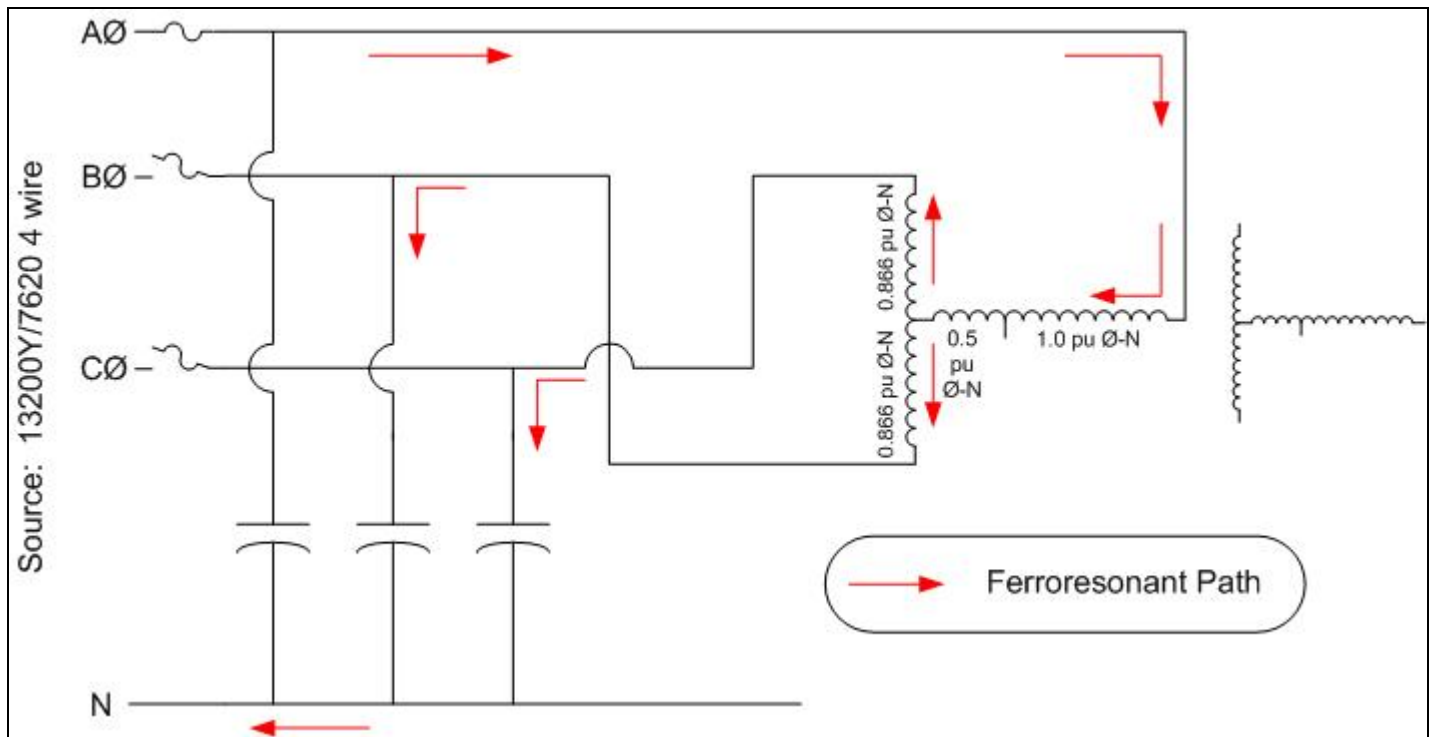 AØ
BØ
CØ
N
Source: 13200Y/7620 4 wire
0.866 pu Ø-N
0.866 pu Ø-N
0.5
pu
Ø-N
1.0 pu Ø-N
Ferroresonant Path